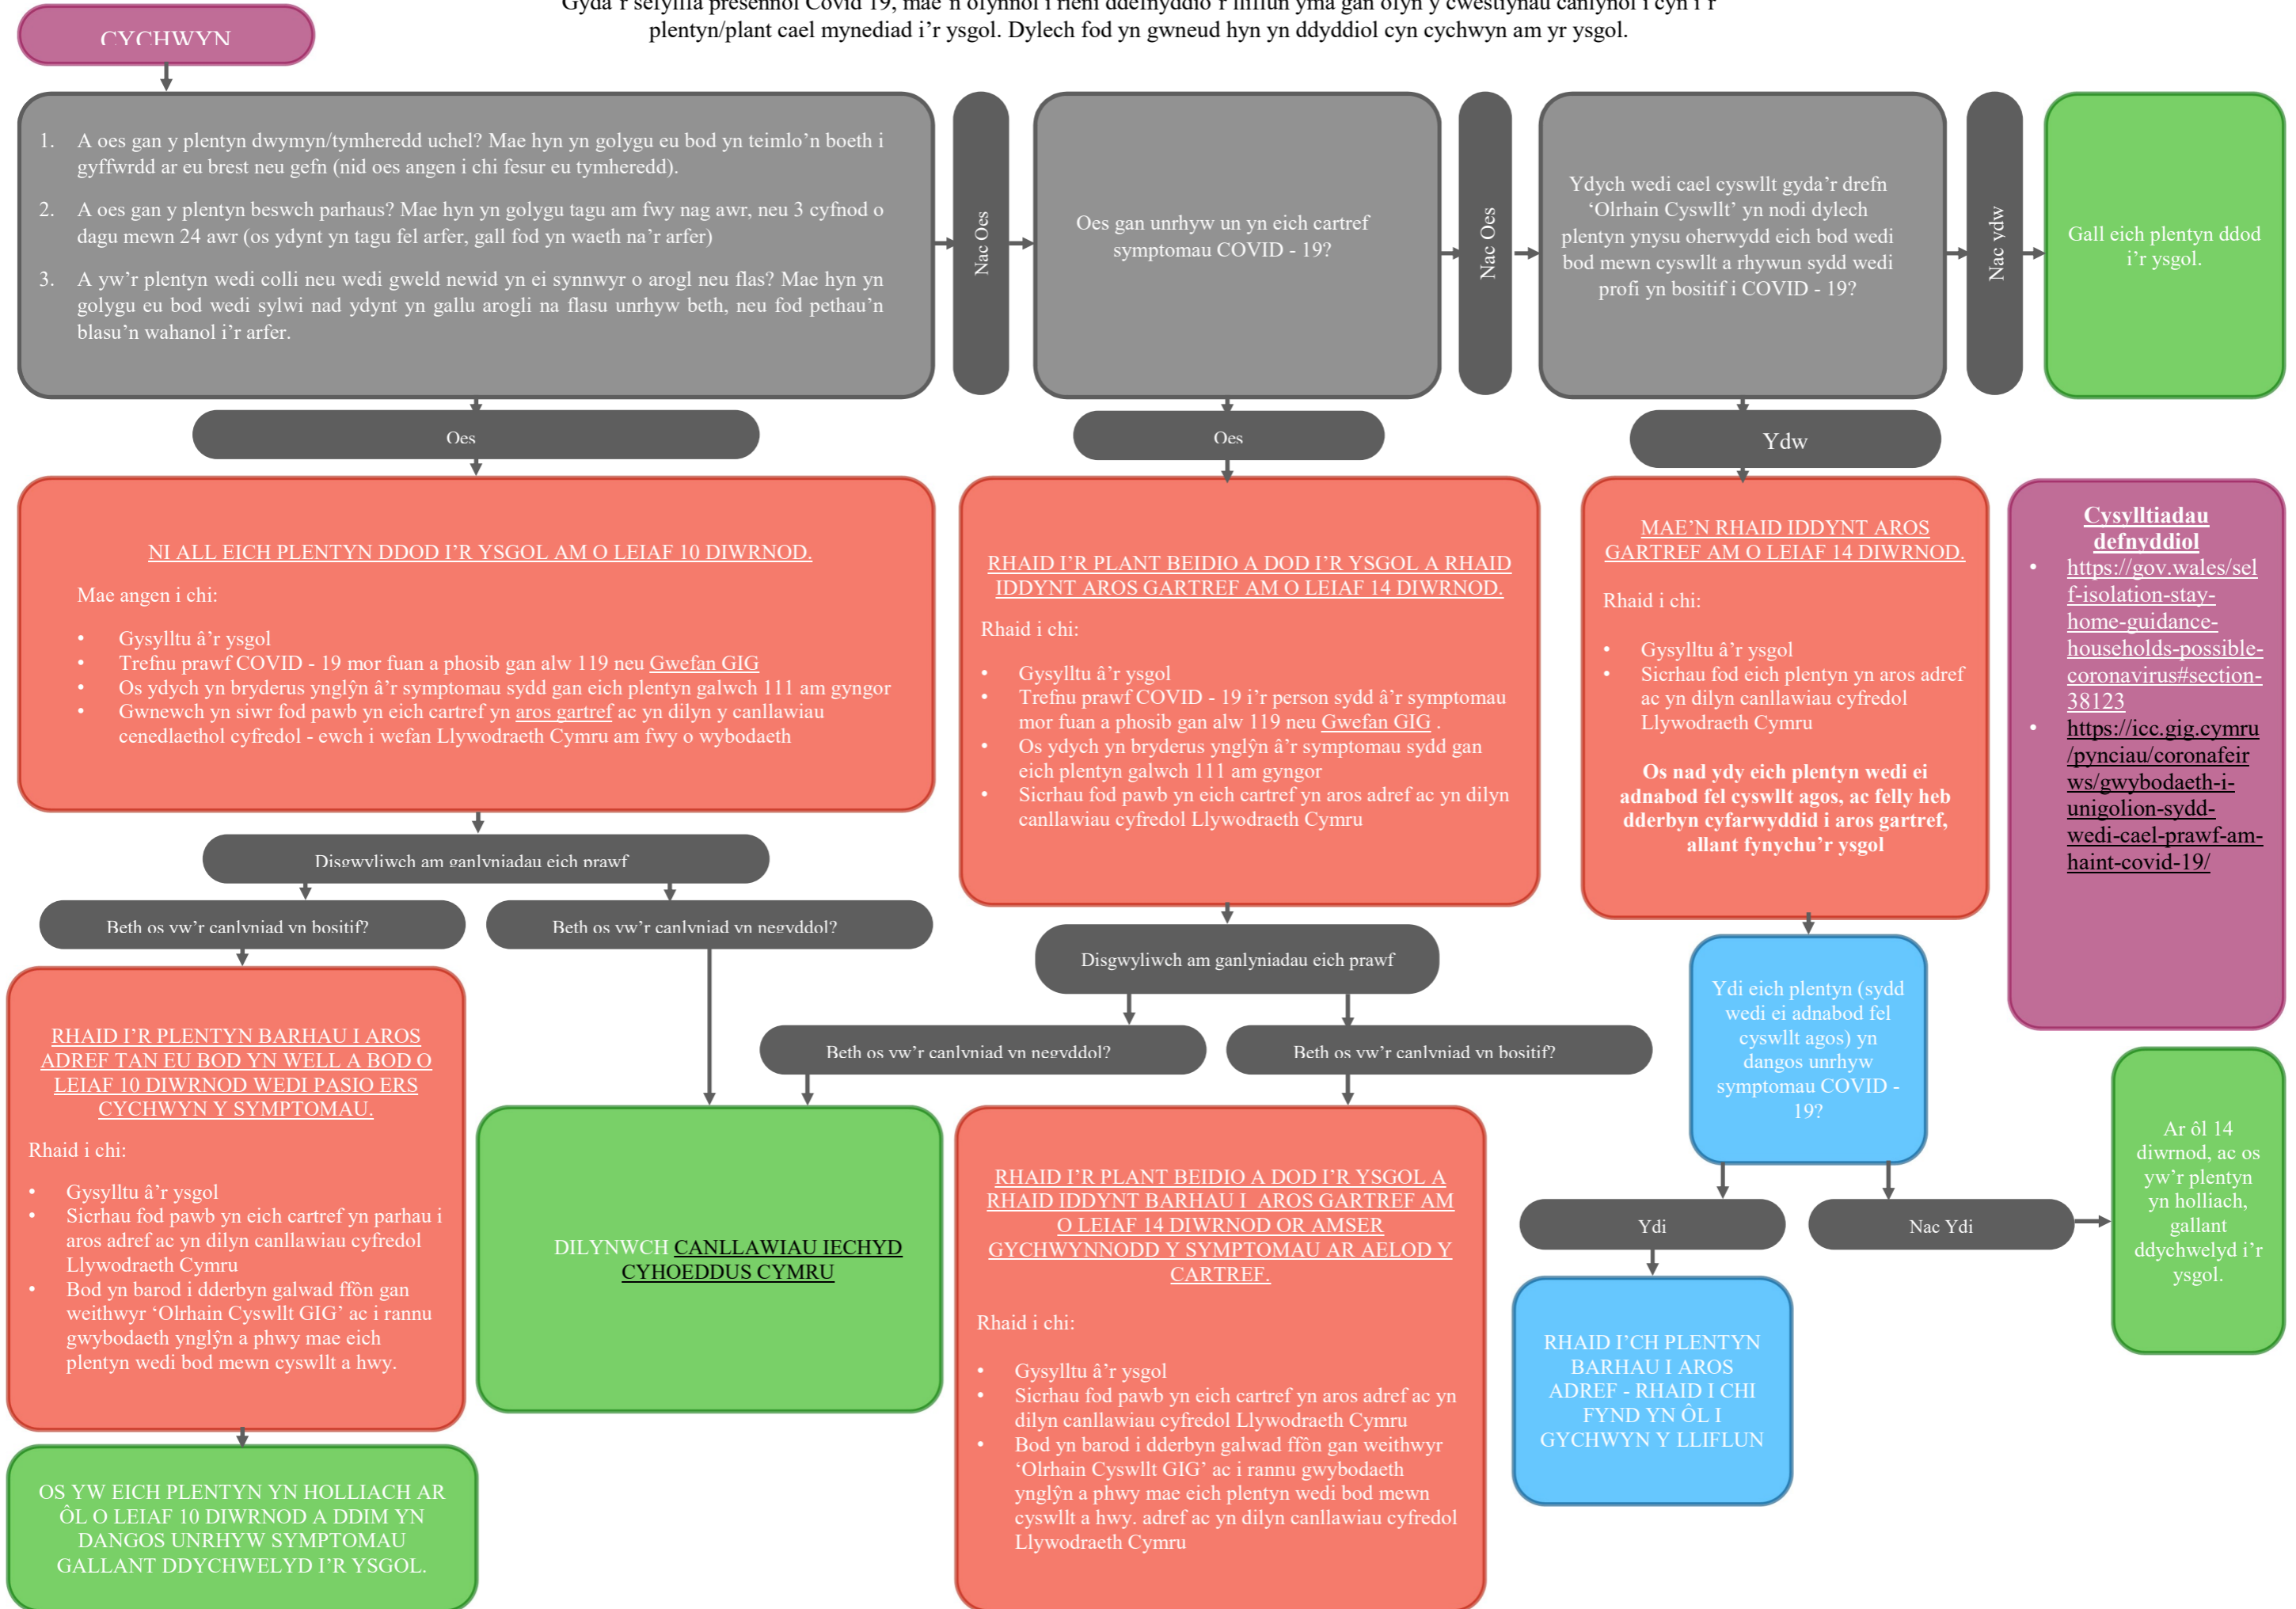 Gyda'r sefyllfa presennol Covid 19, mae'n ofynnol i rieni ddefnyddio'r lliflun yma gan ofyn y cwestiynau canlynol i cyn i'r
plentyn/plant cael mynediad i'r ysgol. Dylech fod yn gwneud hyn yn ddyddiol cyn cychwyn am yr ysgol.
CYCHWYN
1. A oes gan y plentyn dwymyn/tymheredd uchel? Mae hyn yn golygu eu bod yn teimlo'n boeth i
gyffwrdd ar eu brest neu gefn (nid oes angen i chi fesur eu tymheredd).
2. A oes gan y plentyn beswch parhaus? Mae hyn yn golygu tagu am fwy nag awr, neu 3 cyfnod o
dagu mewn 24 awr (os ydynt yn tagu fel arfer, gall fod yn waeth na'r arfer)
3. A yw'r plentyn wedi colli neu wedi gweld newid yn ei synnwyr o arogl neu flas? Mae hyn yn
golygu eu bod wedi sylwi nad ydynt yn gallu arogli na flasu unrhyw beth, neu fod pethau'n
blasu'n wahanol i'r arfer.
Nac Oes
Oes gan unrhyw un yn eich cartref
symptomau COVID - 19?
Nac Oes
Ydych wedi cael cyswllt gyda'r drefn
‘Olrhain Cyswllt’ yn nodi dylech
plentyn ynysu oherwydd eich bod wedi
bod mewn cyswllt a rhywun sydd wedi
profi yn bositif i COVID - 19?
Nac ydw
Gall eich plentyn ddod
i'r ysgol.
Oes
Oes
Ydw
NI ALL EICH PLENTYN DDOD I'R YSGOL AM O LEIAF 10 DIWRNOD.
Mae angen i chi:
• Gysylltu â'r ysgol
• Trefnu prawf COVID - 19 mor fuan a phosib gan alw 119 neu Gwefan GIG
• Os ydych yn bryderus ynglŷn â'r symptomau sydd gan eich plentyn galwch 111 am gyngor
• Gwnewch yn siwr fod pawb yn eich cartref yn aros gartref ac yn dilyn y canllawiau
cenedlaethol cyfredol - ewch i wefan Llywodraeth Cymru am fwy o wybodaeth
RHAID I'R PLANT BEIDIO A DOD I'R YSGOL A RHAID
IDDYNT AROS GARTREF AM O LEIAF 14 DIWRNOD.
Rhaid i chi:
• Gysylltu â'r ysgol
• Trefnu prawf COVID - 19 i'r person sydd â'r symptomau
mor fuan a phosib gan alw 119 neu Gwefan GIG .
• Os ydych yn bryderus ynglŷn â'r symptomau sydd gan
eich plentyn galwch 111 am gyngor
• Sicrhau fod pawb yn eich cartref yn aros adref ac yn dilyn
canllawiau cyfredol Llywodraeth Cymru
MAE'N RHAID IDDYNT AROS
GARTREF AM O LEIAF 14 DIWRNOD.
Rhaid i chi:
• Gysylltu â'r ysgol
• Sicrhau fod eich plentyn yn aros adref
ac yn dilyn canllawiau cyfredol
Llywodraeth Cymru
Os nad ydy eich plentyn wedi ei
adnabod fel cyswllt agos, ac felly heb
dderbyn cyfarwyddid i aros gartref,
allant fynychu'r ysgol
Cysylltiadau
defnyddiol
• https://gov.wales/sel
f-isolation-stay-
home-guidance-
households-possible-
coronavirus#section-
38123
• https://icc.gig.cymru
/pynciau/coronafeir
ws/gwybodaeth-i-
unigolion-sydd-
wedi-cael-prawf-am-
haint-covid-19/
Disgwyliwch am ganlyniadau eich prawf
Beth os yw'r canlyniad yn bositif?
Beth os yw'r canlyniad yn negyddol?
Disgwyliwch am ganlyniadau eich prawf
Beth os yw'r canlyniad yn negyddol?
Beth os yw'r canlyniad yn bositif?
RHAID I'R PLENTYN BARHAU I AROS
ADREF TAN EU BOD YN WELL A BOD O
LEIAF 10 DIWRNOD WEDI PASIO ERS
CYCHWYN Y SYMPTOMAU.
Rhaid i chi:
• Gysylltu â'r ysgol
• Sicrhau fod pawb yn eich cartref yn parhau i
aros adref ac yn dilyn canllawiau cyfredol
Llywodraeth Cymru
• Bod yn barod i dderbyn galwad ffôn gan
weithwyr ‘Olrhain Cyswllt GIG’ ac i rannu
gwybodaeth ynglŷn a phwy mae eich
plentyn wedi bod mewn cyswllt a hwy.
OS YW EICH PLENTYN YN HOLLIACH AR
ÔL O LEIAF 10 DIWRNOD A DDIM YN
DANGOS UNRHYW SYMPTOMAU
GALLANT DDYCHWELYD I'R YSGOL.
DILYNWCH CANLLAWIAU IECHYD
CYHOEDDUS CYMRU
RHAID I'R PLANT BEIDIO A DOD I'R YSGOL A
RHAID IDDYNT BARHAU I AROS GARTREF AM
O LEIAF 14 DIWRNOD OR AMSER
GYCHWYNNODD Y SYMPTOMAU AR AELOD Y
CARTREF.
Rhaid i chi:
• Gysylltu â'r ysgol
• Sicrhau fod pawb yn eich cartref yn aros adref ac yn
dilyn canllawiau cyfredol Llywodraeth Cymru
• Bod yn barod i dderbyn galwad ffôn gan weithwyr
‘Olrhain Cyswllt GIG’ ac i rannu gwybodaeth
ynglŷn a phwy mae eich plentyn wedi bod mewn
cyswllt a hwy. adref ac yn dilyn canllawiau cyfredol
Llywodraeth Cymru
Ydi eich plentyn (sydd
wedi ei adnabod fel
cyswllt agos) yn
dangos unrhyw
symptomau COVID -
19?
Ydi
Nac Ydi
RHAID I'CH PLENTYN
BARHAU I AROS
ADREF - RHAID I CHI
FYND YN ÔL I
GYCHWYN Y LLIFLUN
Ar ôl 14
diwrnod, ac os
yw'r plentyn
yn holliach,
gallant
ddychwelyd i'r
ysgol.